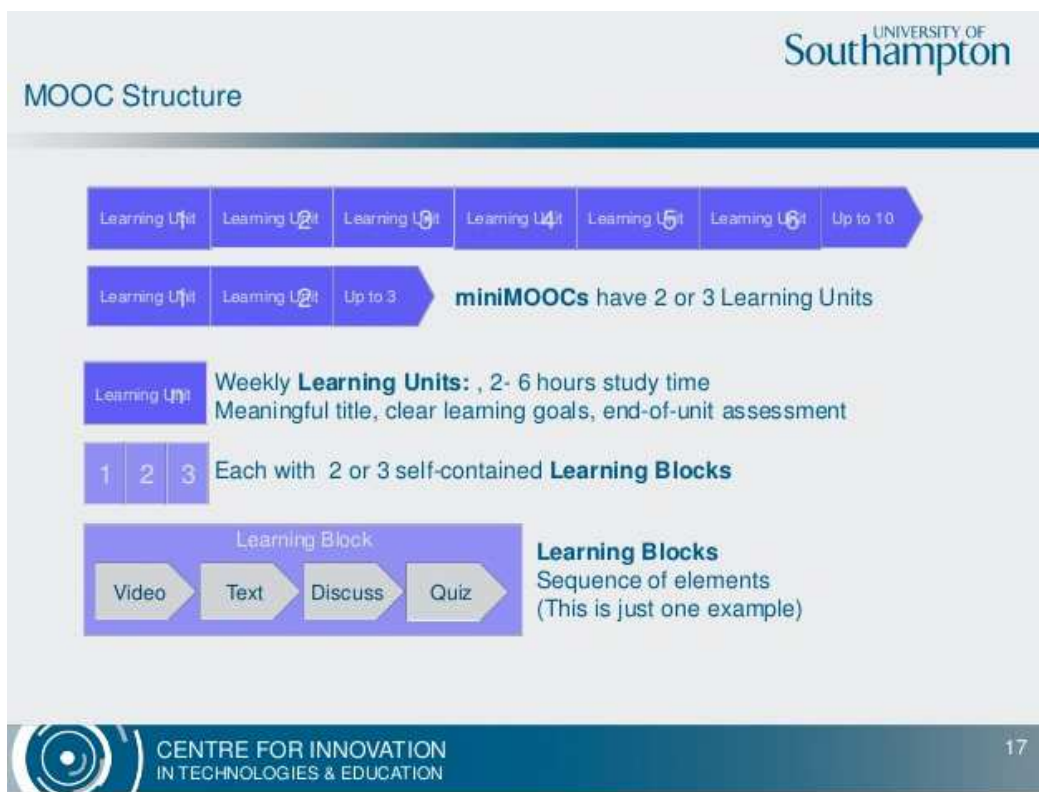 UNIVERSITY OF
Southampton
MOOC Structure
Learning Unit 1 Learning Unit 2 Learning Unit 3 Learning Unit 4 Learning Unit 5 Learning Unit 6 Up to 10
Learning Unit 1 Learning Unit 2 Up to 3 miniMOOCs have 2 or 3 Learning Units
Learning Unit n
Weekly Learning Units: , 2- 6 hours study time
Meaningful title, clear learning goals, end-of-unit assessment
1 2 3 Each with 2 or 3 self-contained Learning Blocks
Learning Block
Video Text Discuss Quiz
Learning Blocks
Sequence of elements
(This is just one example)
CENTRE FOR INNOVATION
IN TECHNOLOGIES & EDUCATION
17